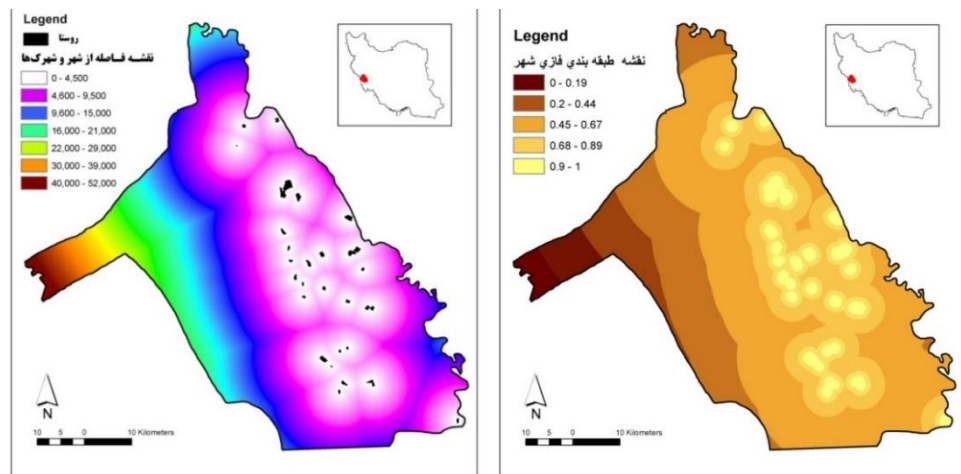 Legend
روستا
نقشه فاصله از شهر و شهرک‌ها
0 - 4,500
4,600 - 9,500
9,600 - 15,000
16,000 - 21,000
22,000 - 29,000
30,000 - 39,000
40,000 - 52,000
N
10 5 0 10 Kilometers
Legend
نقشه طبقه بندي فازي شهر
0 - 0.19
0.2 - 0.44
0.45 - 0.67
0.68 - 0.89
0.9 - 1
N
10 5 0 10 Kilometers